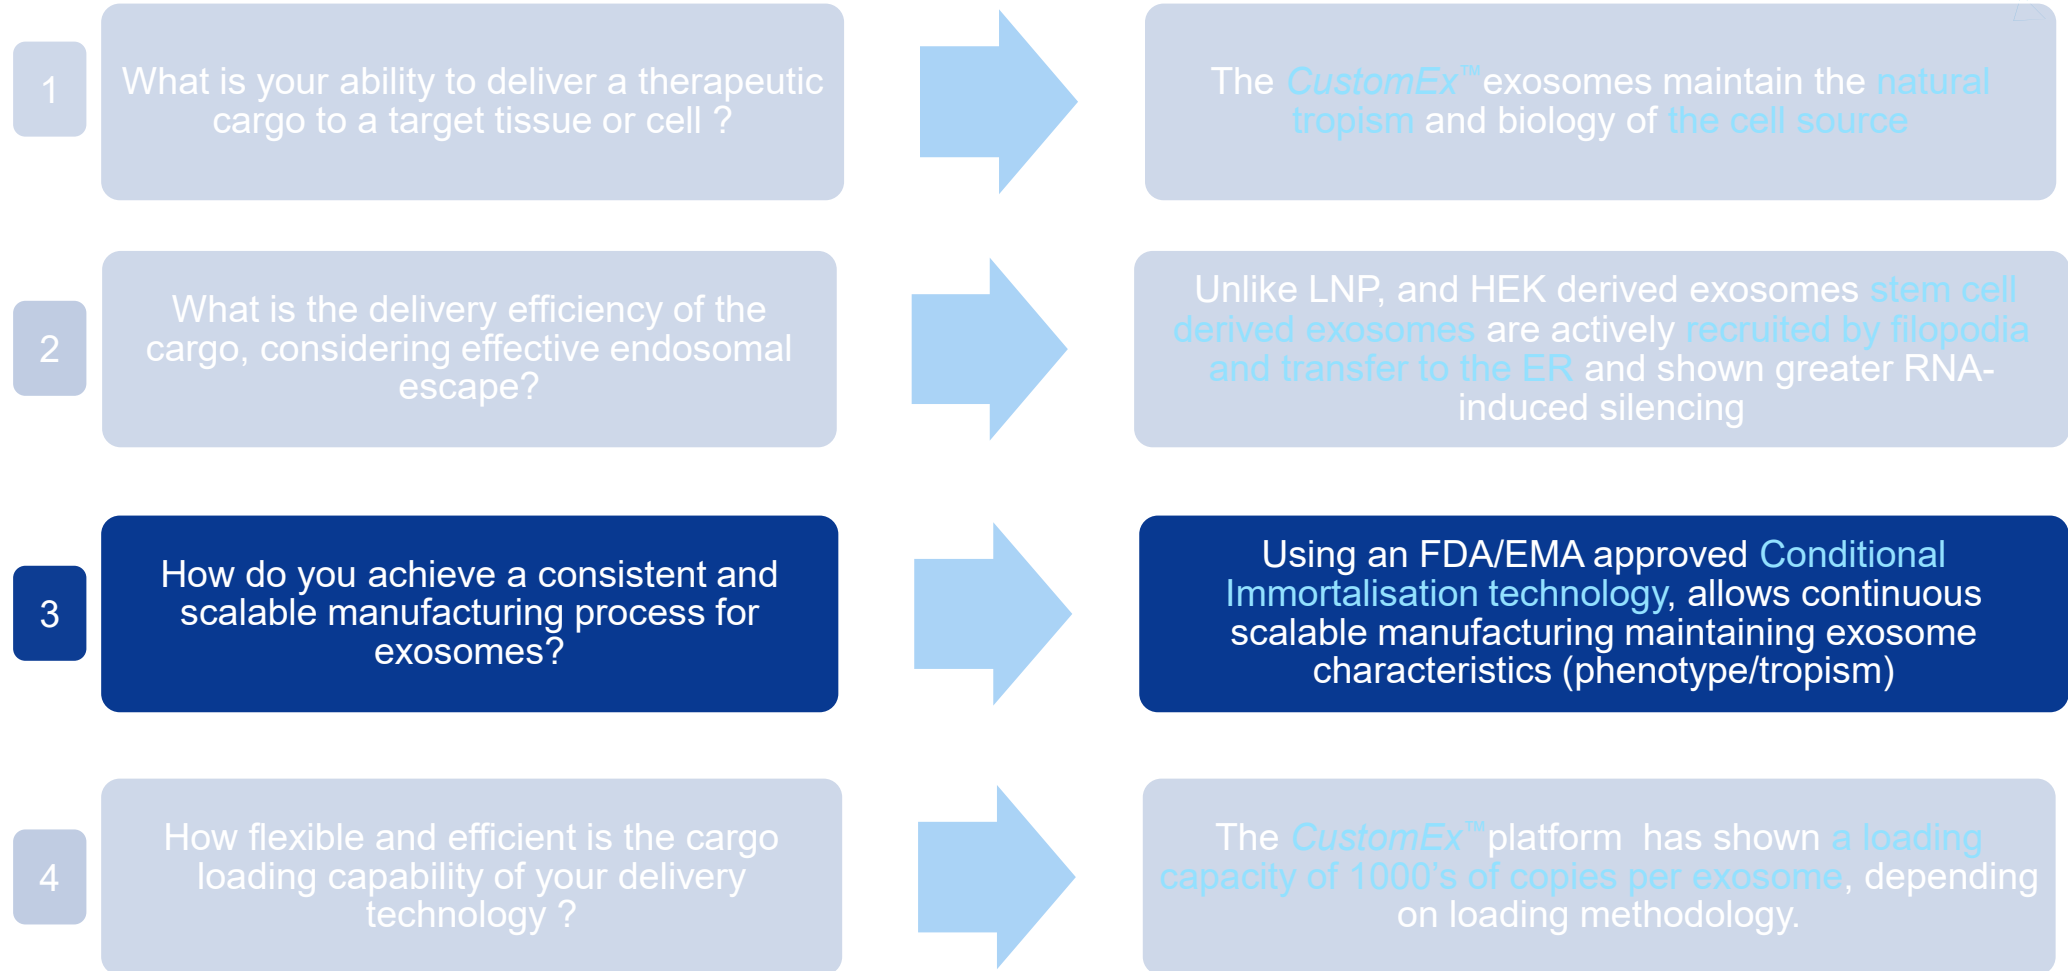 1
What is your ability to deliver a therapeutic
cargo to a target tissue or cell ?
The CustomEx™ exosomes maintain the natural
tropism and biology of the cell source
2
What is the delivery efficiency of the
cargo, considering effective endosomal
escape?
Unlike LNP, and HEK derived exosomes stem cell
derived exosomes are actively recruited by filopodia
and transfer to the ER and shown greater RNA-
induced silencing
3
How do you achieve a consistent and
scalable manufacturing process for
exosomes?
Using an FDA/EMA approved Conditional
Immortalisation technology, allows continuous
scalable manufacturing maintaining exosome
characteristics (phenotype/tropism)
4
How flexible and efficient is the cargo
loading capability of your delivery
technology ?
The CustomEx™ platform  has shown a loading
capacity of 1000’s of copies per exosome, depending
on loading methodology.